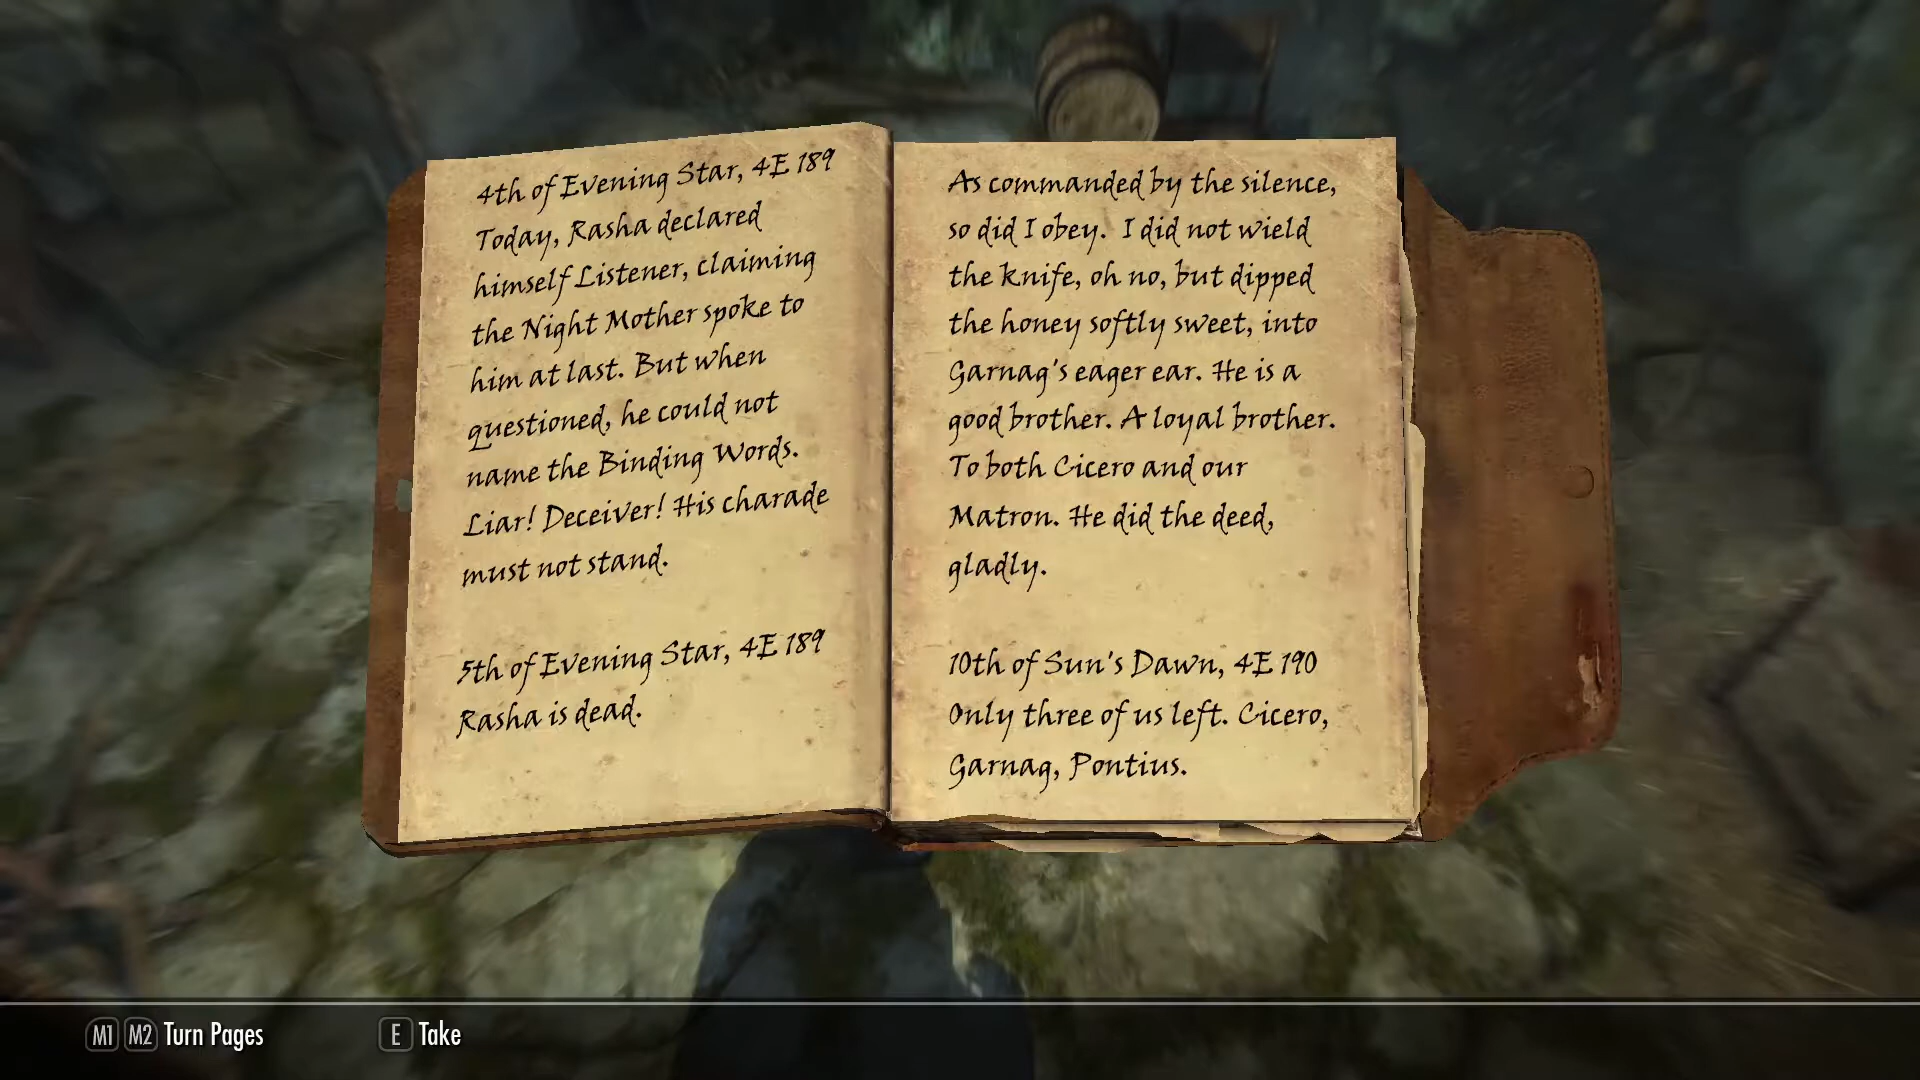 4th of Evening Star, 4E 189
Today, Rasha declared
himself Listener, claiming
the Night Mother spoke to
him at last. But when
questioned, he could not
name the Binding Words.
Liar! Deceiver! His charade
must not stand.
5th of Evening Star, 4E 189
Rasha is dead.
As commanded by the silence,
so did I obey. I did not wield
the knife, oh no, but dipped
the honey softly sweet, into
Garnag's eager ear. He is a
good brother. A loyal brother.
To both Cicero and our
Matron. He did the deed,
gladly.
10th of Sun's Dawn, 4E 190
Only three of us left. Cicero,
Garnag, Pontius.
M1 M2 Turn Pages E Take